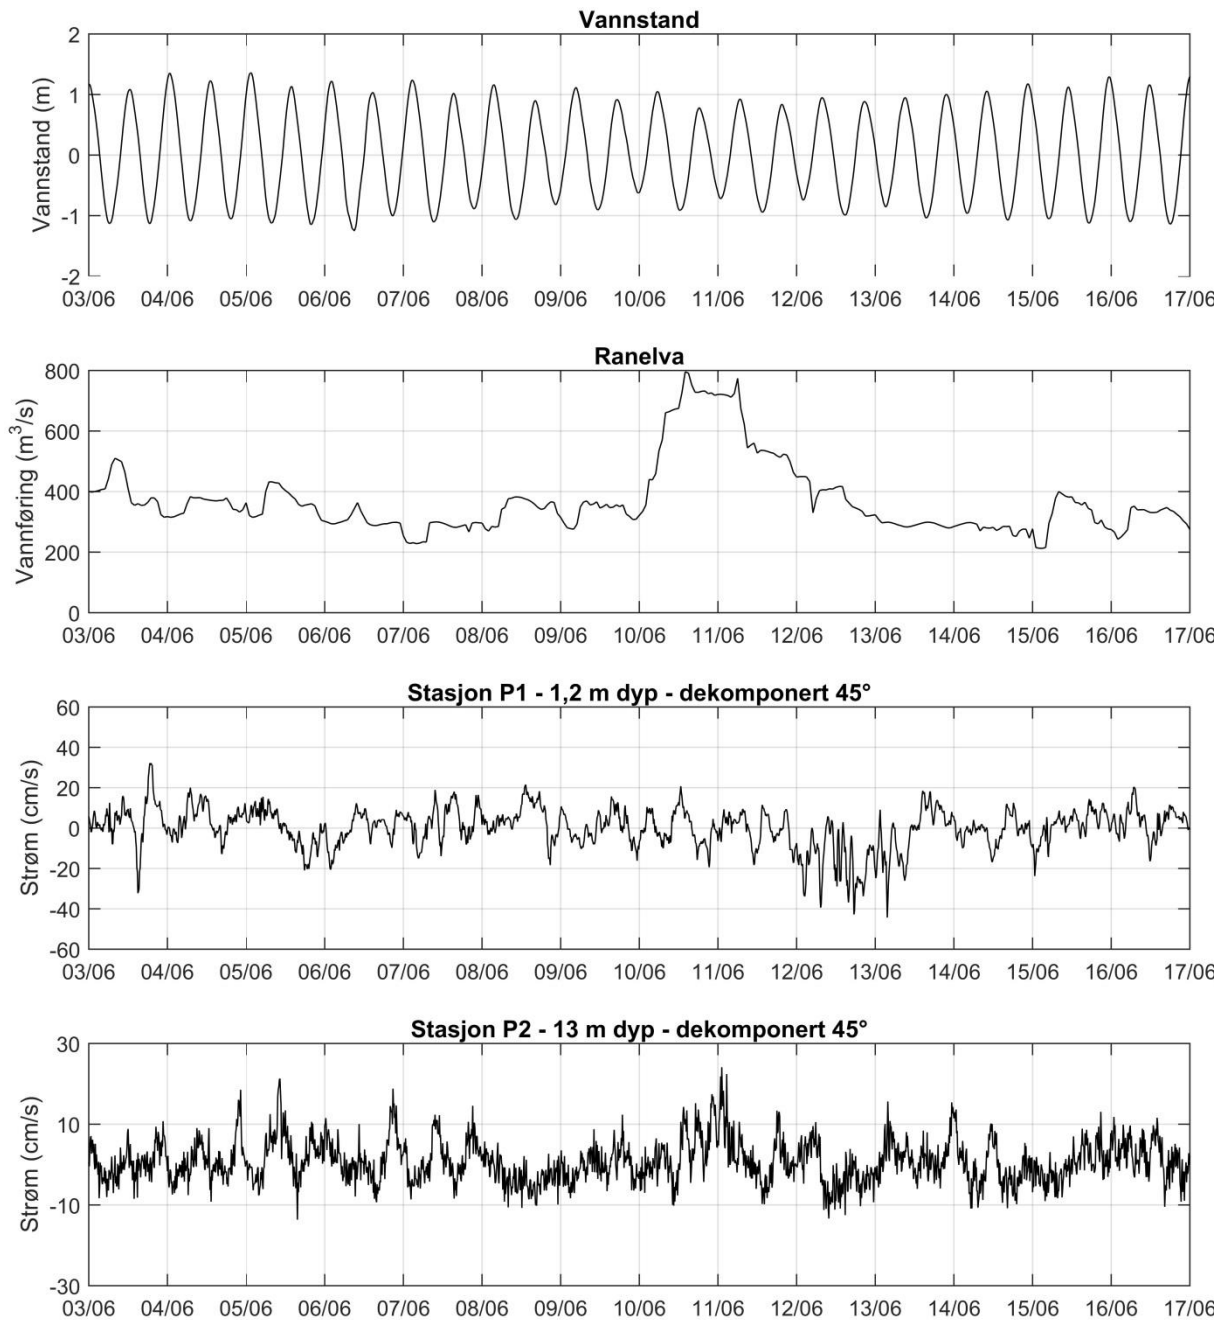 Vannstand
Vannstand (m)
2
1
0
-1
-2
03/06 04/06 05/06 06/06 07/06 08/06 09/06 10/06 11/06 12/06 13/06 14/06 15/06 16/06 17/06
Ranelva
Vannføring (m³/s)
800
600
400
200
0
03/06 04/06 05/06 06/06 07/06 08/06 09/06 10/06 11/06 12/06 13/06 14/06 15/06 16/06 17/06
Stasjon P1 - 1,2 m dyp - dekomponert 45°
Strøm (cm/s)
60
40
20
0
-20
-40
-60
03/06 04/06 05/06 06/06 07/06 08/06 09/06 10/06 11/06 12/06 13/06 14/06 15/06 16/06 17/06
Stasjon P2 - 13 m dyp - dekomponert 45°
Strøm (cm/s)
30
10
-10
-30
03/06 04/06 05/06 06/06 07/06 08/06 09/06 10/06 11/06 12/06 13/06 14/06 15/06 16/06 17/06